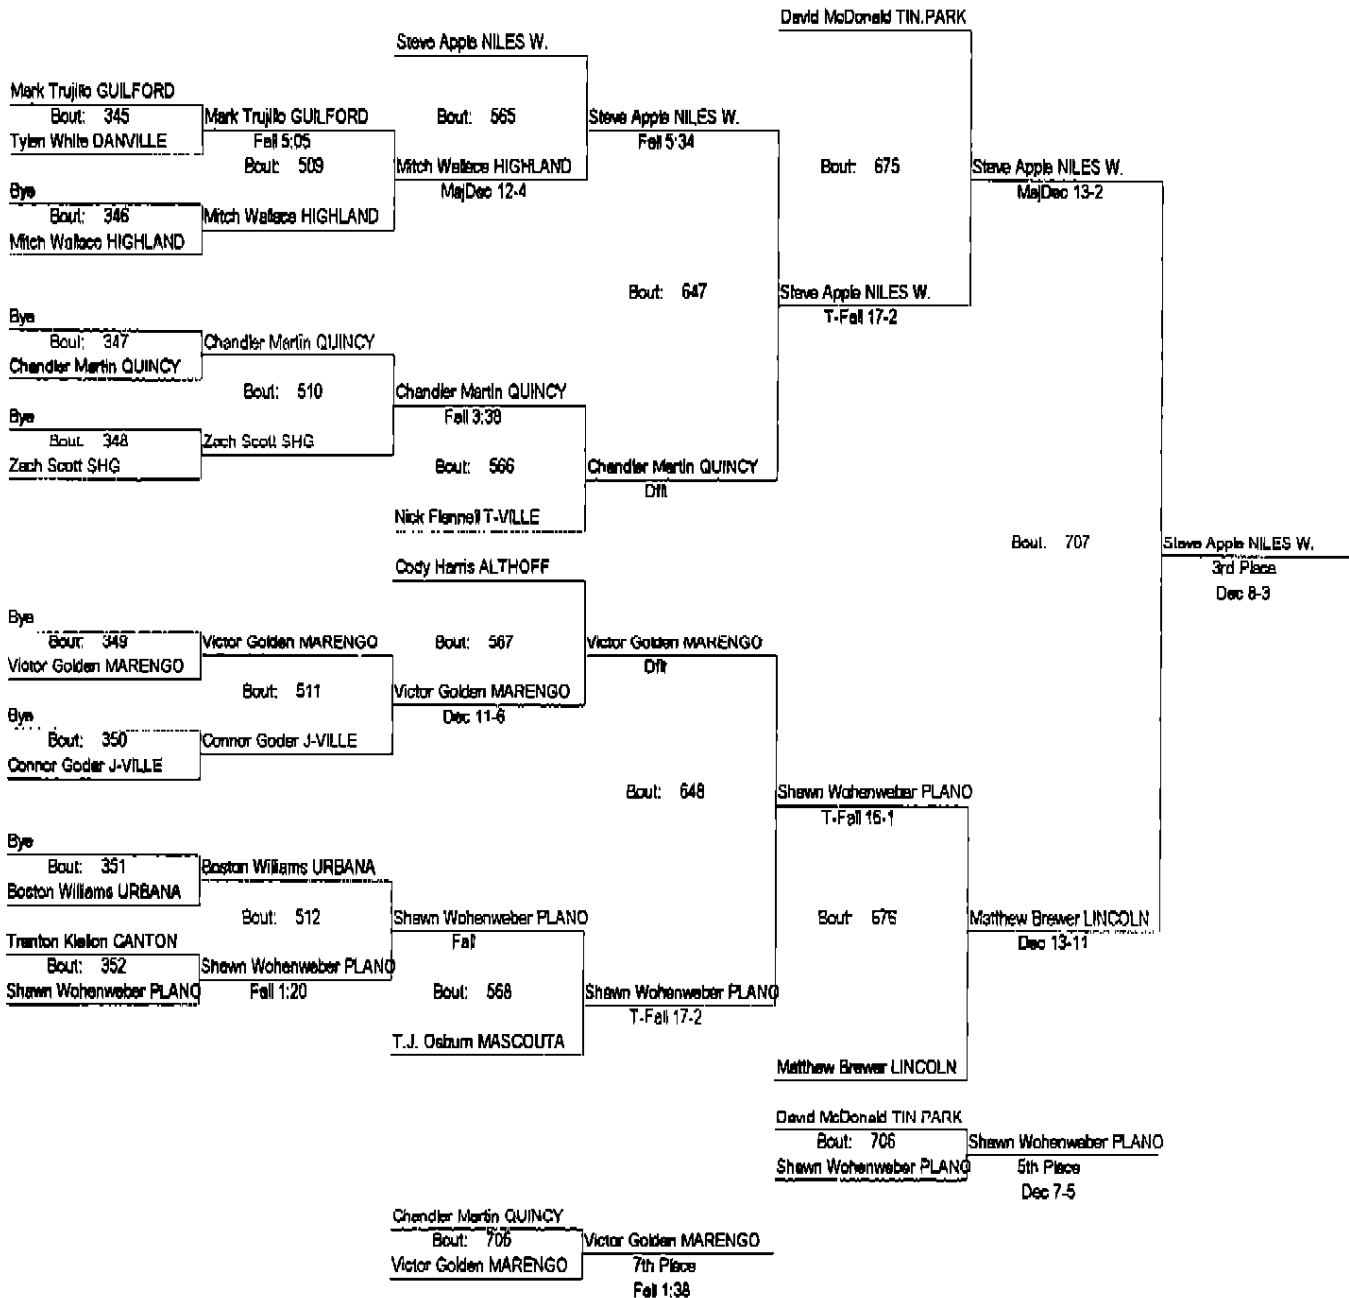 David McDonald TIN.PARK
Steve Apple NILES W.
Mark Trujillo GUILFORD
Bout: 345
Tylen White DANVILLE
Mark Trujillo GUILFORD
Fall 5:05
Bout: 509
Bout: 565
Steve Apple NILES W.
Fall 5:34
Mitch Wallace HIGHLAND
MajDec 12-4
Bout: 675
Steve Apple NILES W.
MajDec 13-2
Bye
Bout: 346
Mitch Wallace HIGHLAND
Mitch Wallace HIGHLAND
Bout: 647
Steve Apple NILES W.
T-Fall 17-2
Bye
Bout: 347
Chandler Martin QUINCY
Chandler Martin QUINCY
Bout: 510
Chandler Martin QUINCY
Fall 3:38
Bye
Bout: 348
Zach Scott SHG
Zach Scott SHG
Bout: 566
Chandler Martin QUINCY
Dflt
Nick Flannell T-VILLE
Bout: 707
Steve Apple NILES W.
3rd Place
Dec 8-3
Cody Harris ALTHOFF
Bye
Bout: 349
Victor Golden MARENGO
Victor Golden MARENGO
Bout: 567
Victor Golden MARENGO
Dflt
Bout: 511
Victor Golden MARENGO
Dec 11-6
Bye
Bout: 350
Connor Goder J-VILLE
Connor Goder J-VILLE
Bout: 648
Shawn Wohenweber PLANO
T-Fall 16-1
Bye
Bout: 351
Boston Williams URBANA
Boston Williams URBANA
Bout: 512
Shawn Wohenweber PLANO
Fall
Bout: 676
Matthew Brewer LINCOLN
Dec 13-11
Bout: 352
Shawn Wohenweber PLANO
Shawn Wohenweber PLANO
Fall 1:20
Bout: 568
Shawn Wohenweber PLANO
T-Fall 17-2
T.J. Osburn MASCOUTA
Matthew Brewer LINCOLN
David McDonald TIN.PARK
Bout: 706
Shawn Wohenweber PLANO
Shawn Wohenweber PLANO
5th Place
Dec 7-5
Chandler Martin QUINCY
Bout: 705
Victor Golden MARENGO
Victor Golden MARENGO
7th Place
Fall 1:38